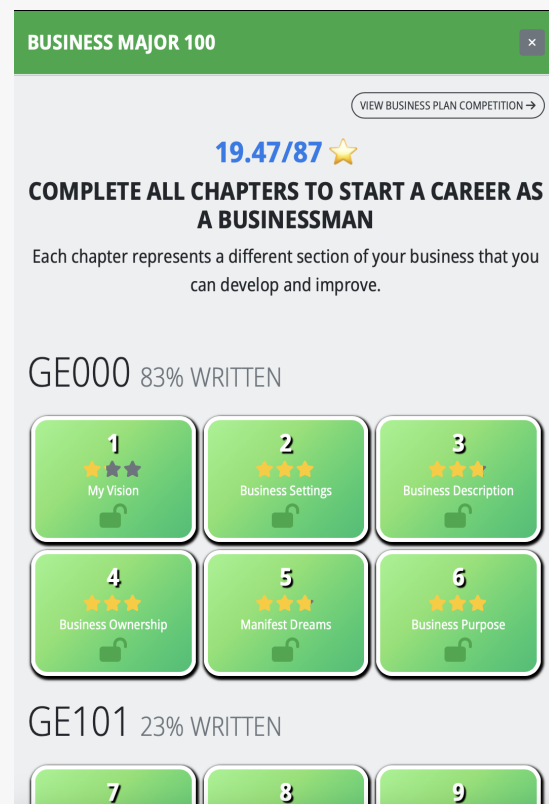 BUSINESS MAJOR 100
×
VIEW BUSINESS PLAN COMPETITION →
19.47/87 ⭐
COMPLETE ALL CHAPTERS TO START A CAREER AS
A BUSINESSMAN
Each chapter represents a different section of your business that you
can develop and improve.
GE000 83% WRITTEN
1 2 3
My Vision Business Settings Business Description
4 5 6
Business Ownership Manifest Dreams Business Purpose
GE101 23% WRITTEN
7 8 9